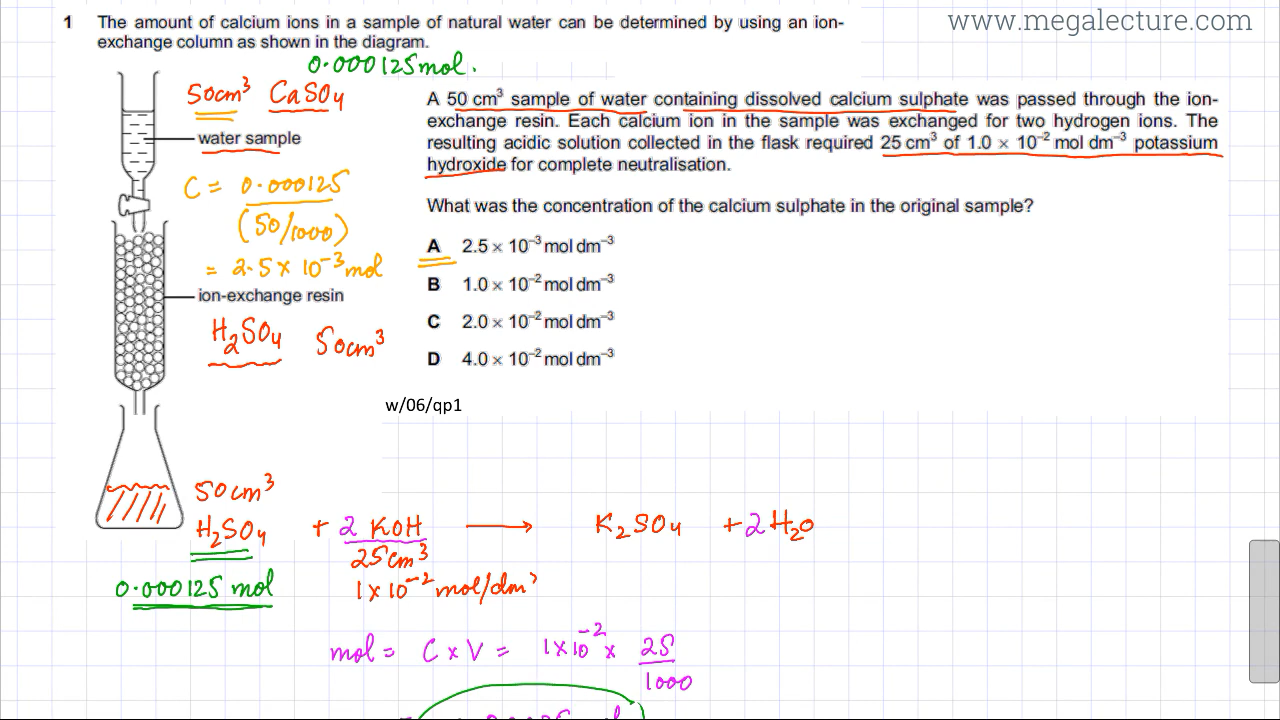 www.megalecture.com
1 The amount of calcium ions in a sample of natural water can be determined by using an ion-
exchange column as shown in the diagram.
0.000125mol.
50cm³ CaSO₄
water sample
C = 0.000125
(50/1000)
= 2.5 × 10⁻³ mol
ion-exchange resin
H₂SO₄ 50cm³
A 50 cm³ sample of water containing dissolved calcium sulphate was passed through the ion-
exchange resin. Each calcium ion in the sample was exchanged for two hydrogen ions. The
resulting acidic solution collected in the flask required 25 cm³ of 1.0 × 10⁻² mol dm⁻³ potassium
hydroxide for complete neutralisation.
What was the concentration of the calcium sulphate in the original sample?
A 2.5 × 10⁻³ mol dm⁻³
B 1.0 × 10⁻² mol dm⁻³
C 2.0 × 10⁻² mol dm⁻³
D 4.0 × 10⁻² mol dm⁻³
w/06/qp1
50cm³
H₂SO₄ + 2 KOH → K₂SO₄ + 2H₂O
25cm³
0.000125 mol
1×10⁻² mol/dm³
mol = C × V = 1×10⁻² × 25
1000